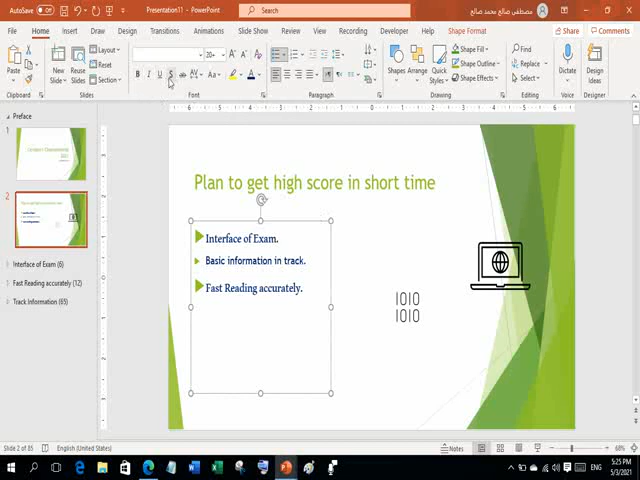 AutoSave Off
Presentation11 - PowerPoint
Search
مصطفى صالح محمد صالح
File Home Insert Draw Design Transitions Animations Slide Show Review View Help Shape Format
Share Comments
Paste
New Slides
Reuse Slides
Layout
Reset
Section
20+
B I U S ab AV Aa A
Shapes Arrange Quick Styles
Shape Fill
Shape Outline
Shape Effects
Find
Replace
Select
Dictate
Design Ideas
Clipboard Slides Font Paragraph Drawing Editing Voice Designer
Preface
1
2
Interface of Exam (6)
Fast Reading accurately (12)
Track Information (65)
Plan to get high score in short time
Interface of Exam.
Basic information in track.
Fast Reading accurately.
1010
1010
Slide 2 of 85
English (United States)
Notes
68%
ENG
5:25 PM
5/3/2021